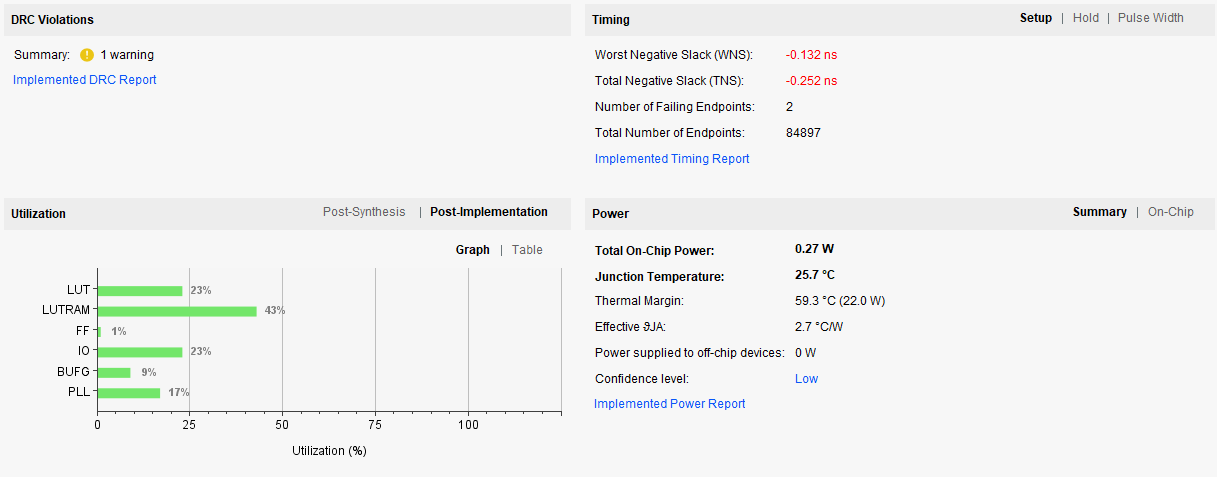 DRC Violations
Summary: 1 warning
Implemented DRC Report
Timing
Setup | Hold | Pulse Width
Worst Negative Slack (WNS): -0.132 ns
Total Negative Slack (TNS): -0.252 ns
Number of Failing Endpoints: 2
Total Number of Endpoints: 84897
Implemented Timing Report
Utilization
Post-Synthesis | Post-Implementation
Graph | Table
LUT 23%
LUTRAM 43%
FF 1%
IO 23%
BUFG 9%
PLL 17%
0 25 50 75 100
Utilization (%)
Power
Summary | On-Chip
Total On-Chip Power: 0.27 W
Junction Temperature: 25.7 °C
Thermal Margin: 59.3 °C (22.0 W)
Effective ϑJA: 2.7 °C/W
Power supplied to off-chip devices: 0 W
Confidence level: Low
Implemented Power Report